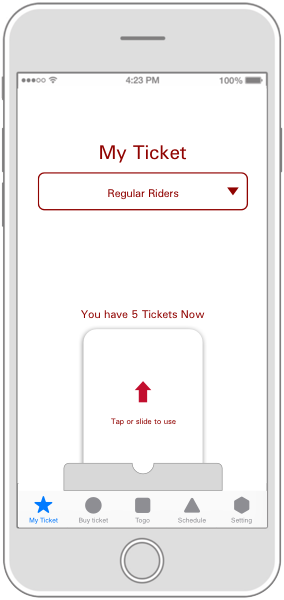 4:23 PM
100%
My Ticket
Regular Riders
You have 5 Tickets Now
Tap or slide to use
My Ticket
Buy ticket
Togo
Schedule
Setting